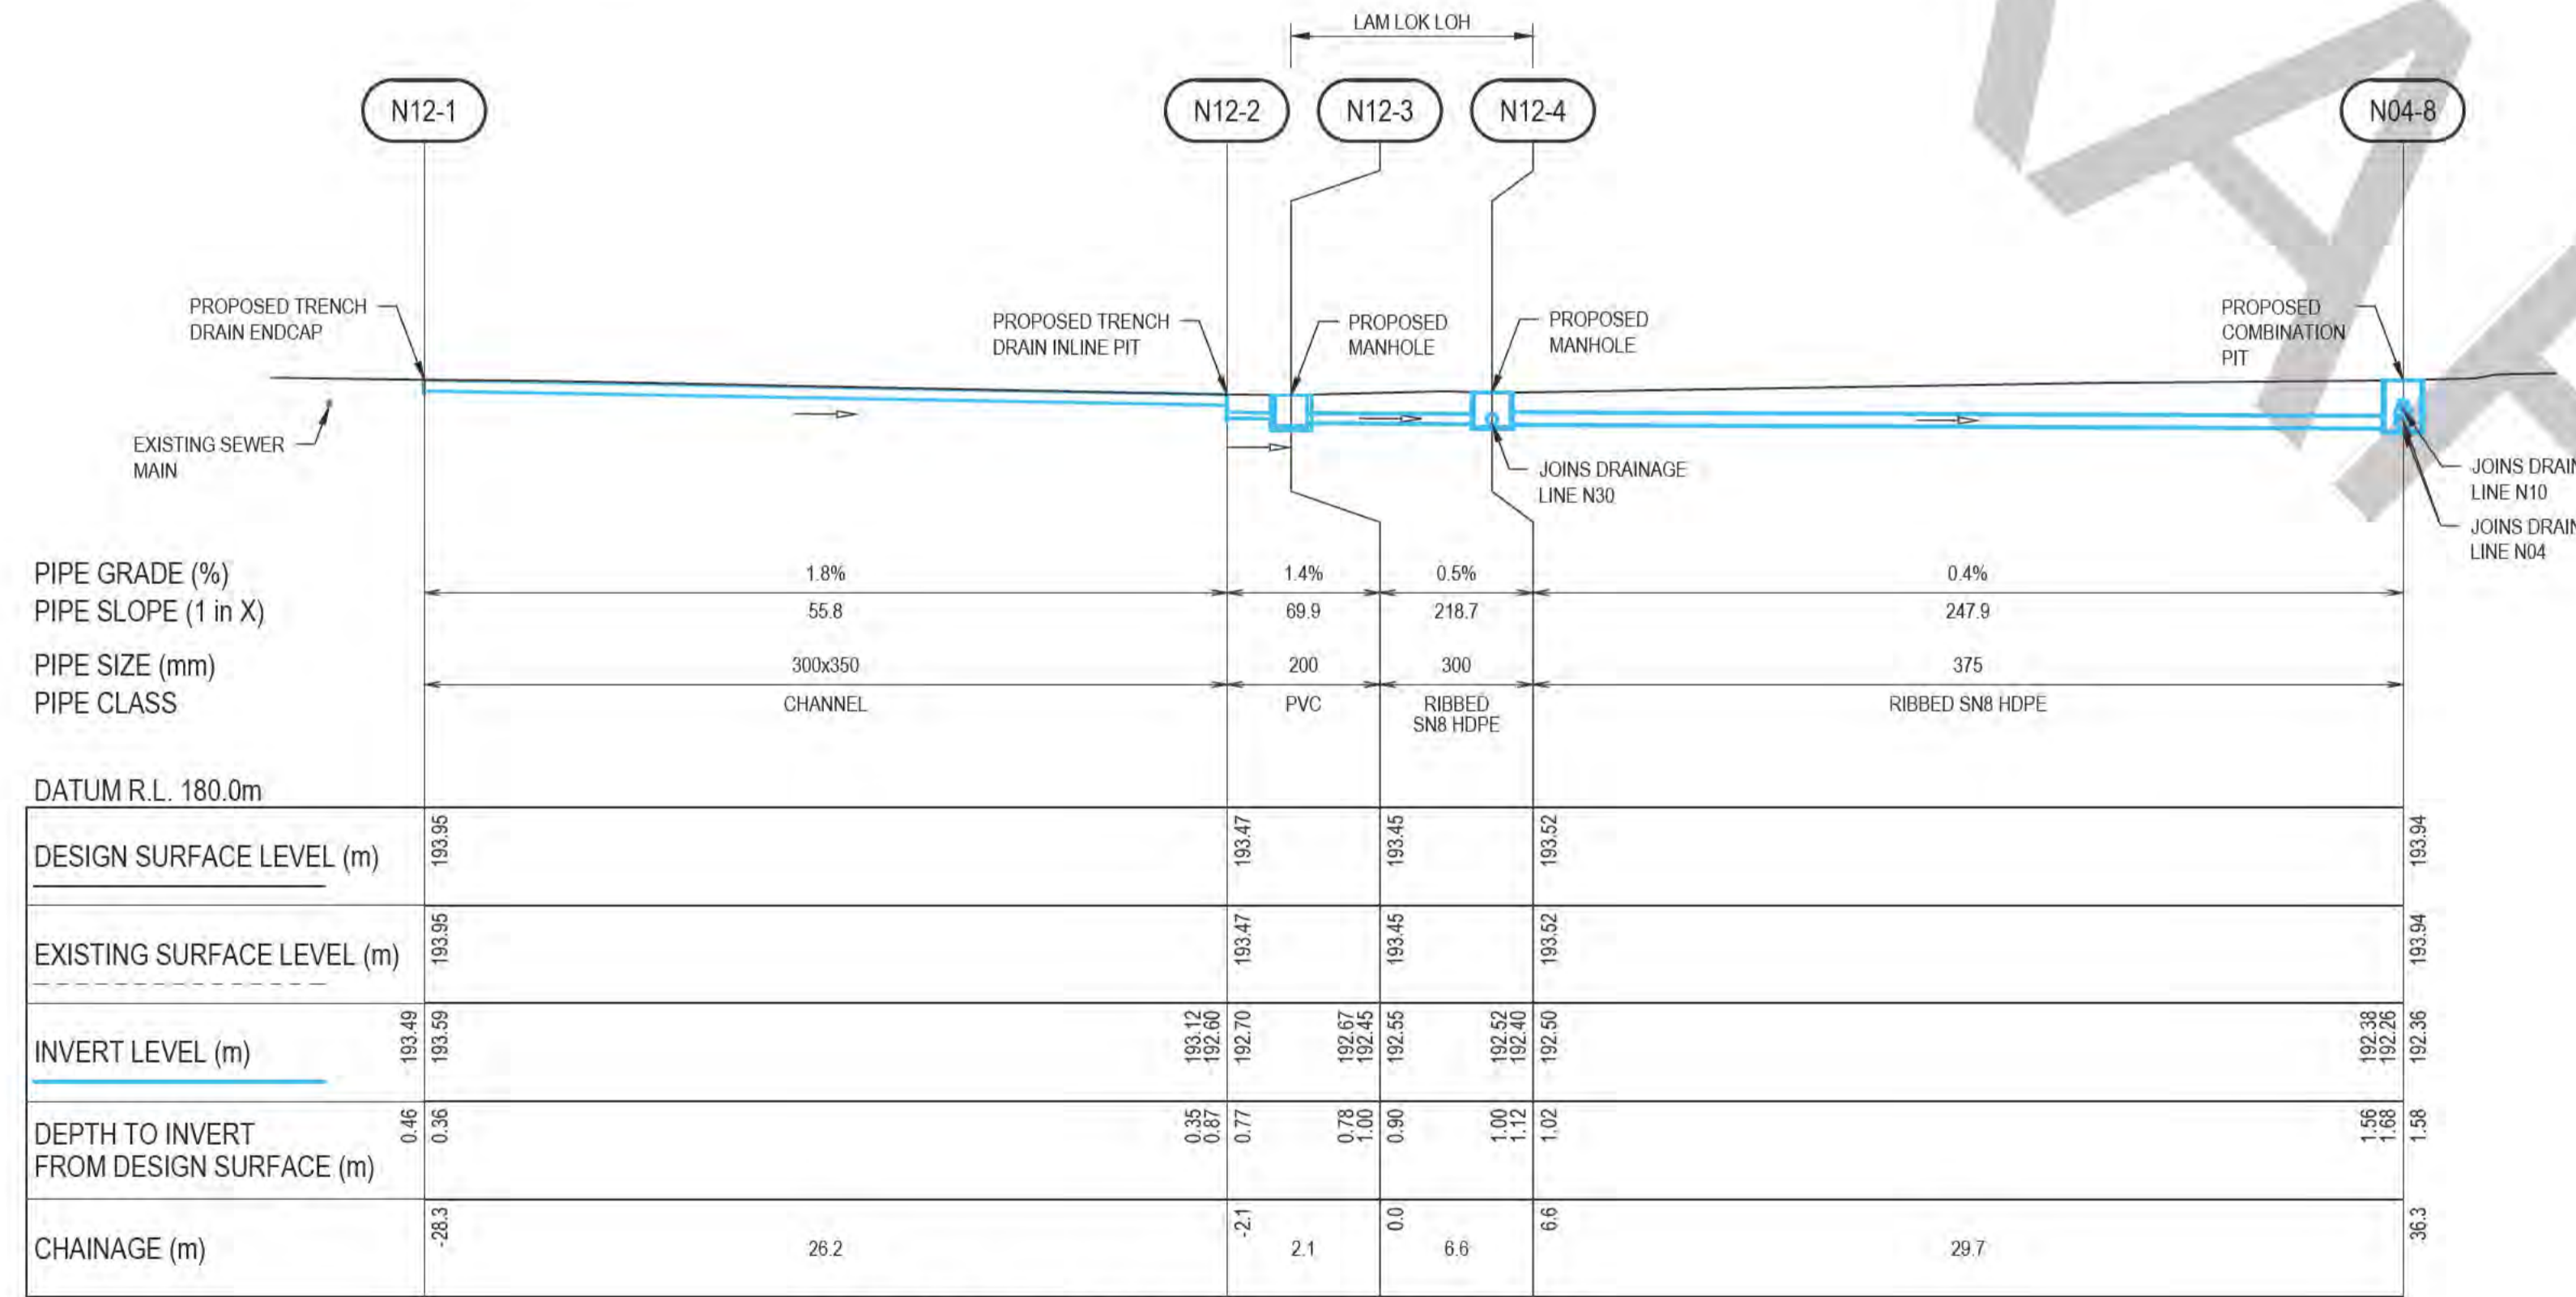 LAM LOK LOH
N12-1
N12-2
N12-3
N12-4
N04-8
PROPOSED TRENCH
DRAIN ENDCAP
EXISTING SEWER
MAIN
PROPOSED TRENCH
DRAIN INLINE PIT
PROPOSED
MANHOLE
PROPOSED
MANHOLE
JOINS DRAINAGE
LINE N30
PROPOSED
COMBINATION
PIT
JOINS DRAIN
LINE N10
JOINS DRAIN
LINE N04
PIPE GRADE (%) 1.8% 1.4% 0.5% 0.4%
PIPE SLOPE (1 in X) 55.8 69.9 218.7 247.9
PIPE SIZE (mm) 300x350 200 300 375
PIPE CLASS CHANNEL PVC RIBBED
SN8 HDPE
RIBBED SN8 HDPE
DATUM R.L. 180.0m
DESIGN SURFACE LEVEL (m) 193.95 193.47 193.45 193.52 193.94
EXISTING SURFACE LEVEL (m) 193.95 193.47 193.45 193.52 193.94
INVERT LEVEL (m) 193.49 193.59 193.12 192.60 192.70 192.67 192.45 192.55 192.52 192.40 192.50 192.38 192.26 192.36
DEPTH TO INVERT
FROM DESIGN SURFACE (m) 0.46 0.36 0.35 0.87 0.77 0.78 1.00 0.90 1.00 1.12 1.02 1.56 1.68 1.58
CHAINAGE (m) -28.3 26.2 -2.1 2.1 0.0 6.6 6.6 29.7 36.3